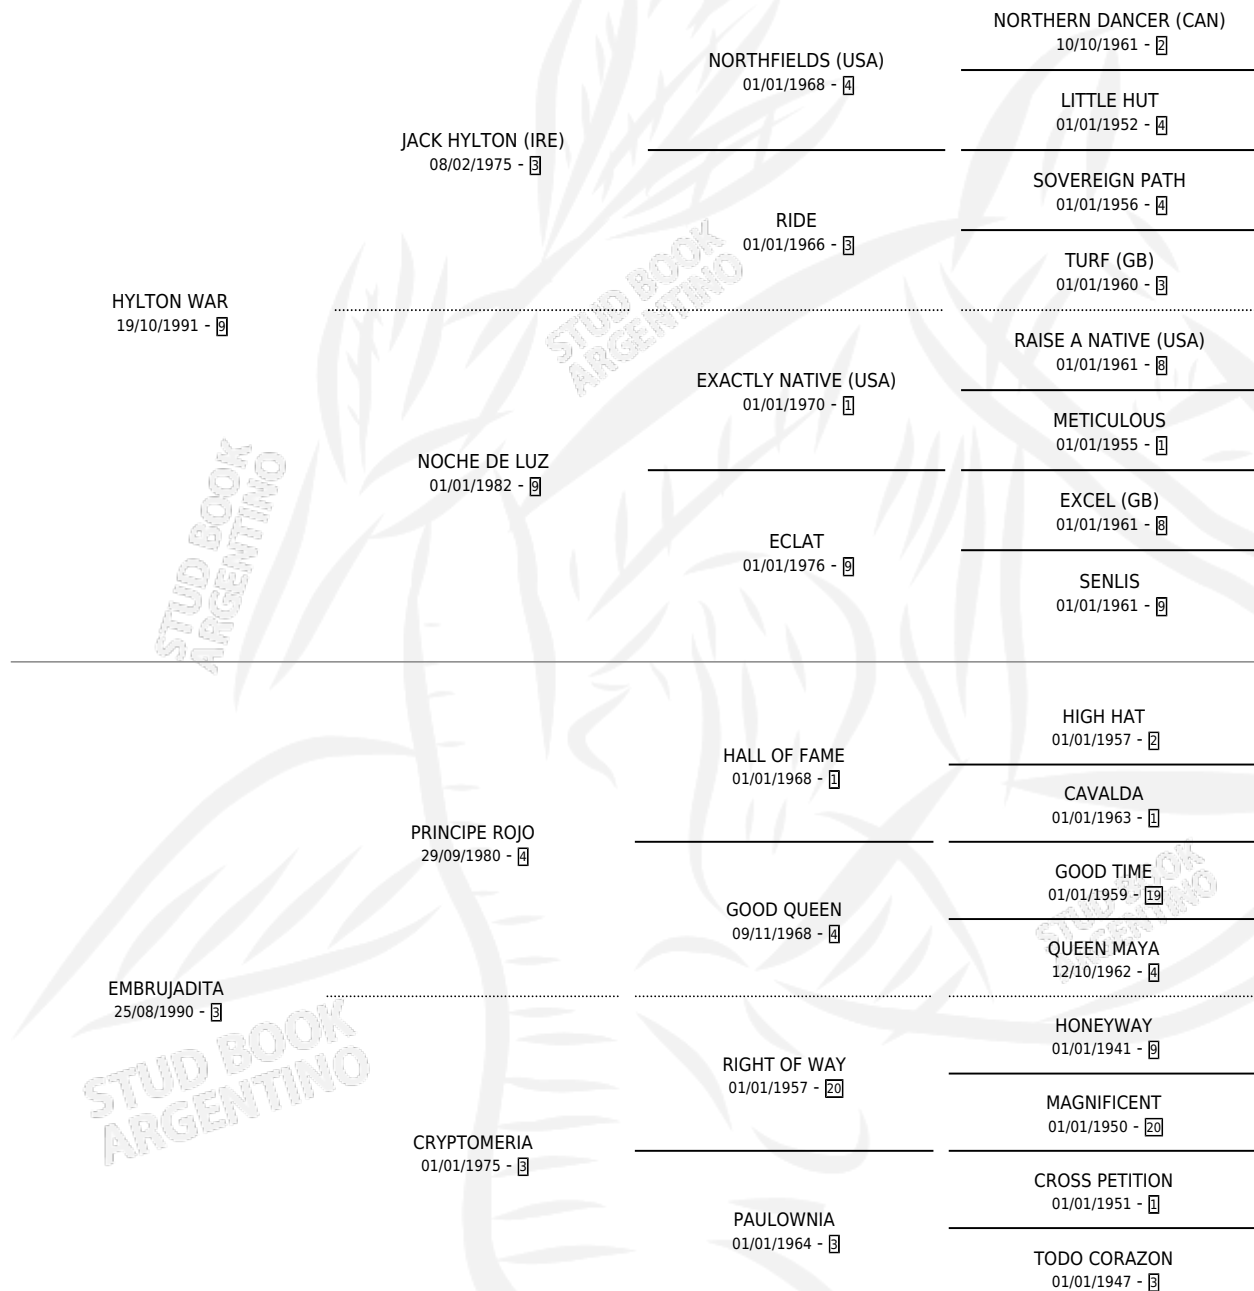 NORTHERN DANCER (CAN)
10/10/1961 - 2
NORTHFIELDS (USA)
01/01/1968 - 4
LITTLE HUT
01/01/1952 - 4
JACK HYLTON (IRE)
08/02/1975 - 3
SOVEREIGN PATH
01/01/1956 - 4
RIDE
01/01/1966 - 3
TURF (GB)
01/01/1960 - 3
HYLTON WAR
19/10/1991 - 9
RAISE A NATIVE (USA)
01/01/1961 - 8
EXACTLY NATIVE (USA)
01/01/1970 - 1
METICULOUS
01/01/1955 - 1
NOCHE DE LUZ
01/01/1982 - 9
EXCEL (GB)
01/01/1961 - 8
ECLAT
01/01/1976 - 9
SENLIS
01/01/1961 - 9
HIGH HAT
01/01/1957 - 2
HALL OF FAME
01/01/1968 - 1
CAVALDA
01/01/1963 - 1
PRINCIPE ROJO
29/09/1980 - 4
GOOD TIME
01/01/1959 - 19
GOOD QUEEN
09/11/1968 - 4
QUEEN MAYA
12/10/1962 - 4
EMBRUJADITA
25/08/1990 - 3
HONEYWAY
01/01/1941 - 9
RIGHT OF WAY
01/01/1957 - 20
MAGNIFICENT
01/01/1950 - 20
CRYPTOMERIA
01/01/1975 - 3
CROSS PETITION
01/01/1951 - 1
PAULOWNIA
01/01/1964 - 3
TODO CORAZON
01/01/1947 - 3
STUD BOOK
ARGENTINO
STUD BOOK
ARGENTINO
STUD BOOK
ARGENTINO
STUD BOOK
ARGENTINO